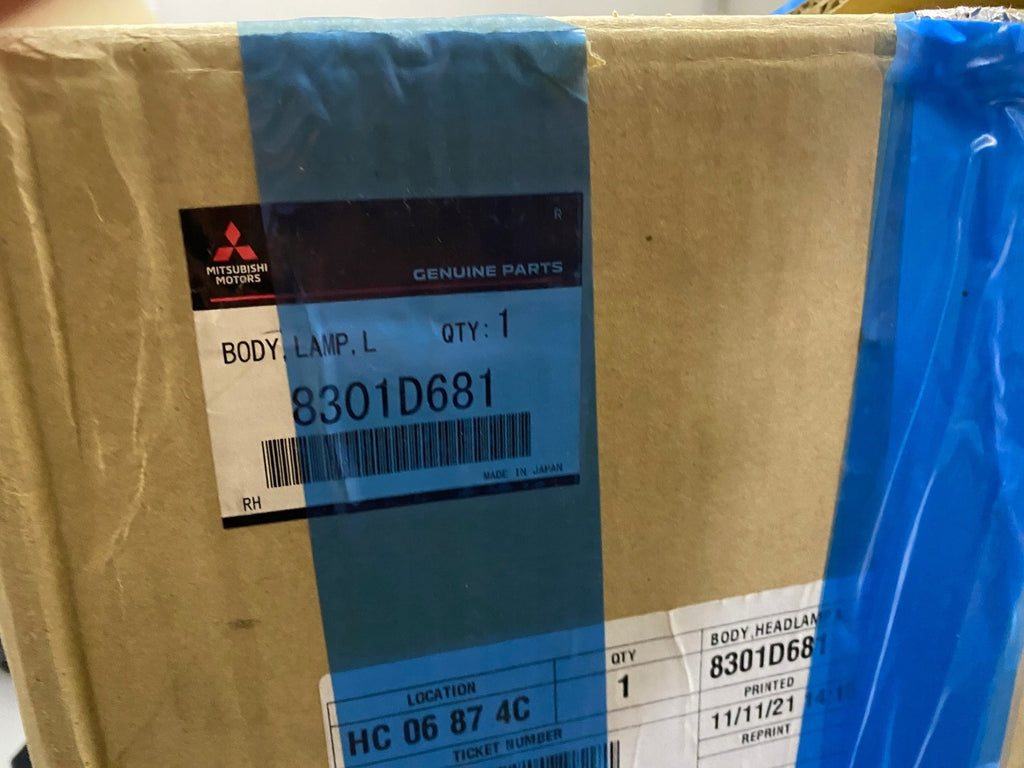 R
MITSUBISHI
MOTORS
GENUINE PARTS
BODY, LAMP, L QTY: 1
8301D681
MADE IN JAPAN
RH
LOCATION
HC 06 87 4C
TICKET NUMBER
QTY
1
BODY,HEADLAMP
8301D681
PRINTED
11/11/21
REPRINT